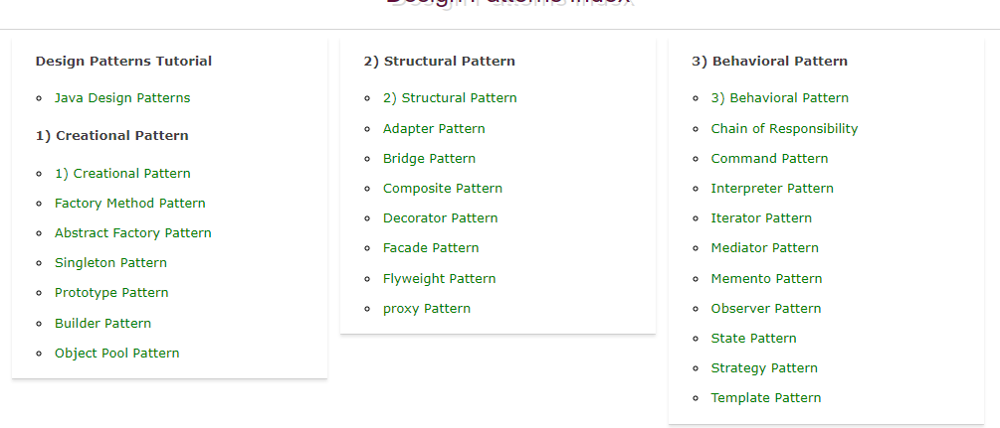 Design Patterns Index
Design Patterns Tutorial
Java Design Patterns
1) Creational Pattern
1) Creational Pattern
Factory Method Pattern
Abstract Factory Pattern
Singleton Pattern
Prototype Pattern
Builder Pattern
Object Pool Pattern
2) Structural Pattern
2) Structural Pattern
Adapter Pattern
Bridge Pattern
Composite Pattern
Decorator Pattern
Facade Pattern
Flyweight Pattern
proxy Pattern
3) Behavioral Pattern
3) Behavioral Pattern
Chain of Responsibility
Command Pattern
Interpreter Pattern
Iterator Pattern
Mediator Pattern
Memento Pattern
Observer Pattern
State Pattern
Strategy Pattern
Template Pattern